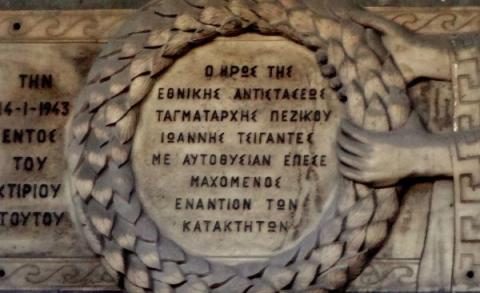 ΤΗΝ
14-1-1943
ΕΝΤΟΣ
ΤΟΥ
ΚΤΙΡΙΟΥ
ΤΟΥΤΟΥ
Ο ΗΡΩΣ ΤΗΣ
ΕΘΝΙΚΗΣ ΑΝΤΙΣΤΑΣΕΩΣ
ΤΑΓΜΑΤΑΡΧΗΣ ΠΕΖΙΚΟΥ
ΙΩΑΝΝΗΣ ΤΣΙΓΑΝΤΕΣ
ΜΕ ΑΥΤΟΘΥΣΙΑΝ ΕΠΕΣΕ
ΜΑΧΟΜΕΝΟΣ
ΕΝΑΝΤΙΟΝ ΤΩΝ
ΚΑΤΑΚΤΗΤΩΝ